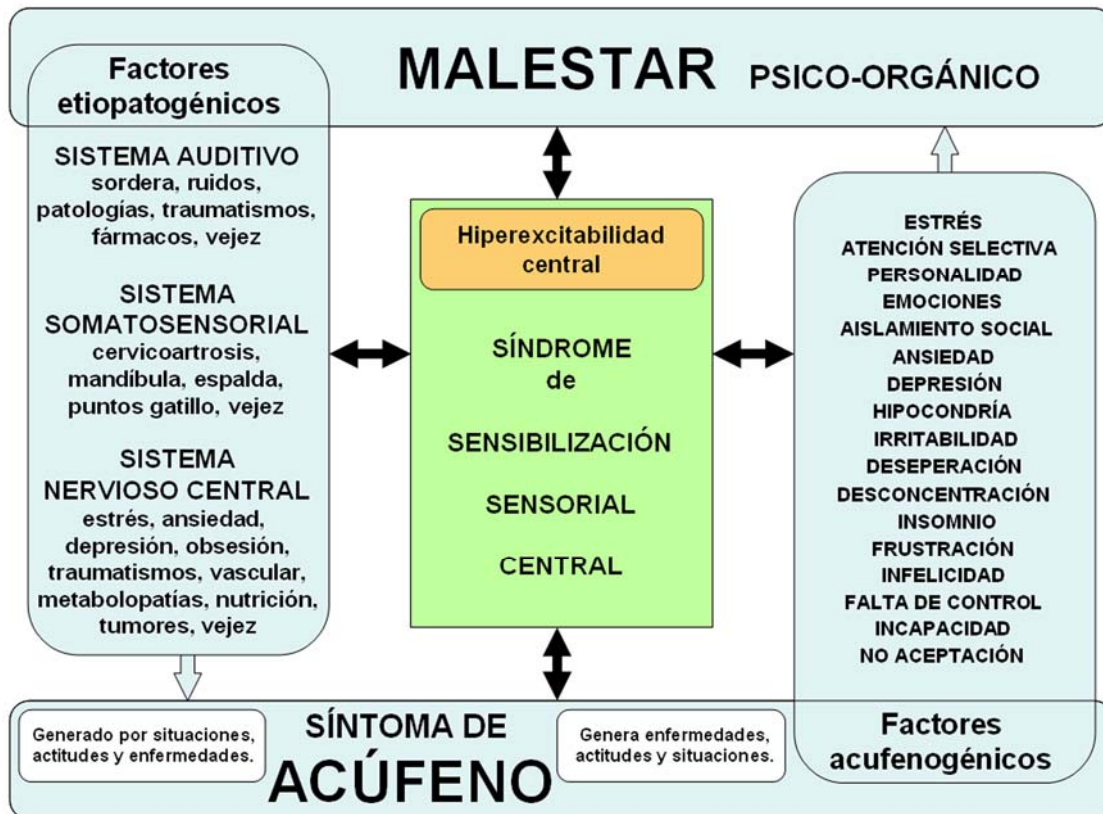 MALESTAR PSICO-ORGÁNICO
Factores
etiopatogénicos
SISTEMA AUDITIVO
sordera, ruidos,
patologías, traumatismos,
fármacos, vejez
SISTEMA
SOMATOSENSORIAL
cervicoartrosis,
mandíbula, espalda,
puntos gatillo, vejez
SISTEMA
NERVIOSO CENTRAL
estrés, ansiedad,
depresión, obsesión,
traumatismos, vascular,
metabolopatías, nutrición,
tumores, vejez
Hiperexcitabilidad
central
SÍNDROME
de
SENSIBILIZACIÓN
SENSORIAL
CENTRAL
ESTRÉS
ATENCIÓN SELECTIVA
PERSONALIDAD
EMOCIONES
AISLAMIENTO SOCIAL
ANSIEDAD
DEPRESIÓN
HIPOCONDRÍA
IRRITABILIDAD
DESEPERACIÓN
DESCONCENTRACIÓN
INSOMNIO
FRUSTRACIÓN
INFELICIDAD
FALTA DE CONTROL
INCAPACIDAD
NO ACEPTACIÓN
Factores
acufenogénicos
Generado por situaciones,
actitudes y enfermedades.
SÍNTOMA DE
ACÚFENO
Genera enfermedades,
actitudes y situaciones.